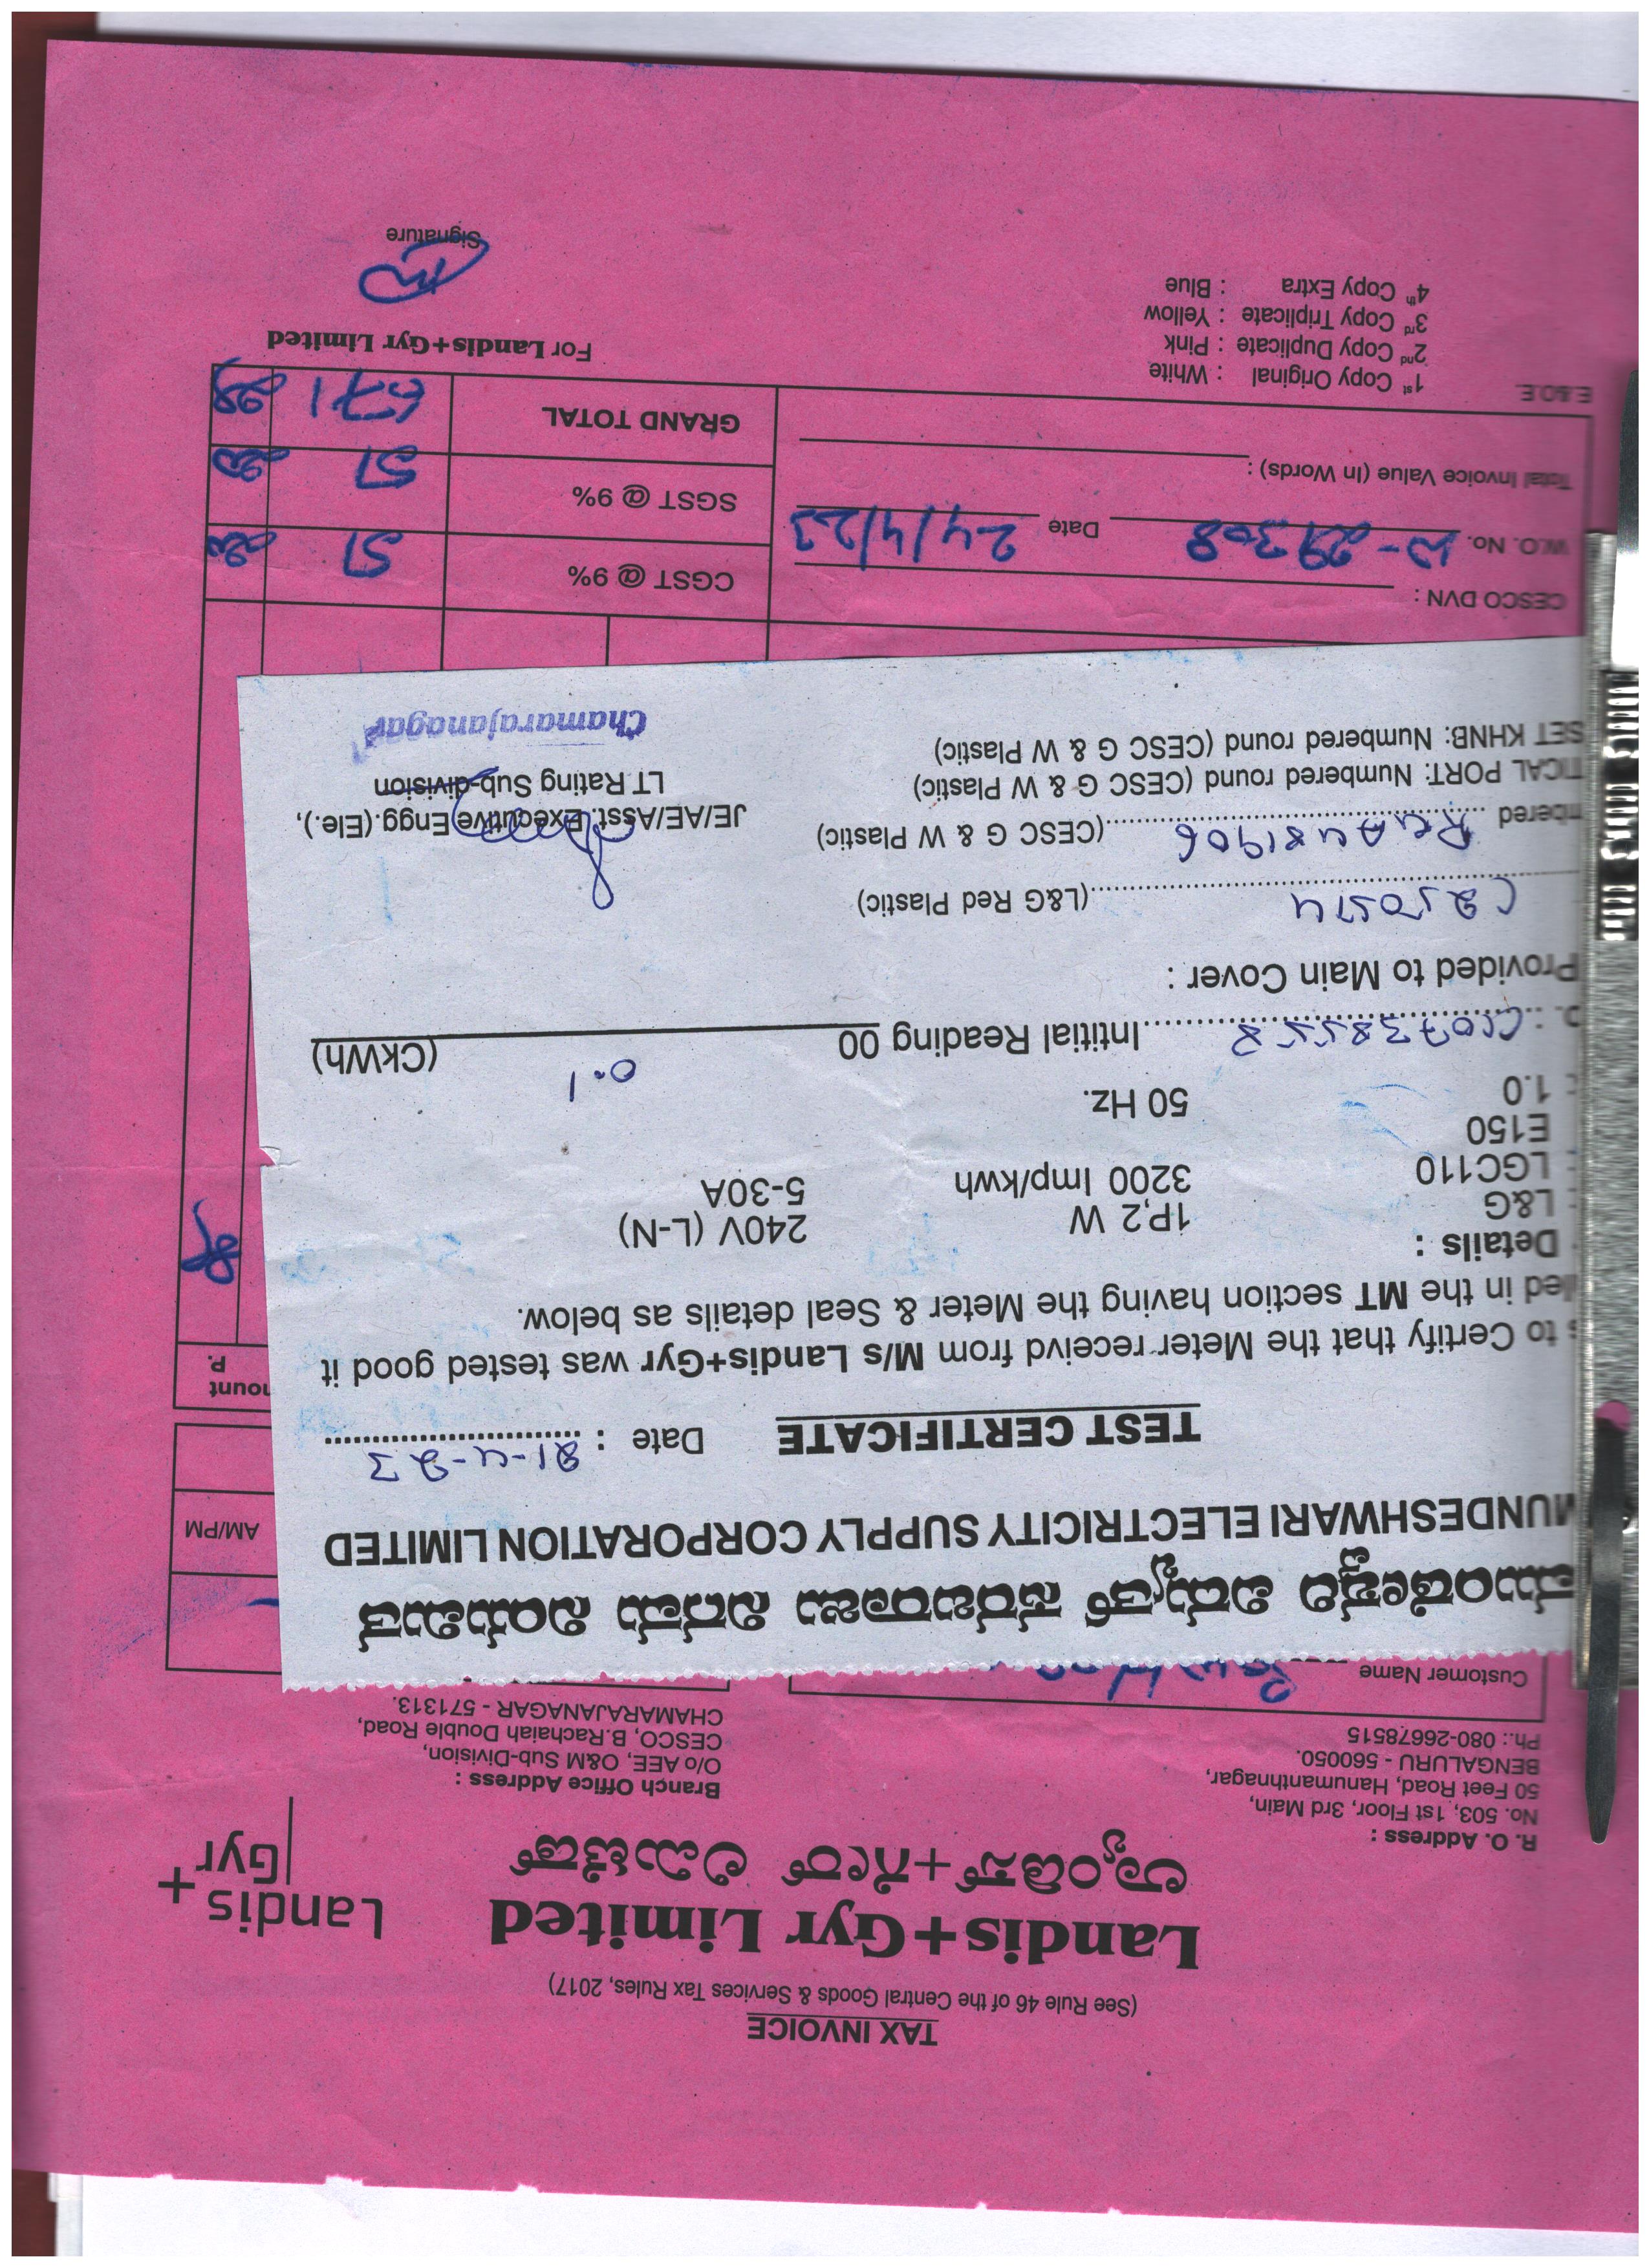 TAX INVOICE
(See Rule 46 of the Central Goods & Services Tax Rules, 2017)
Landis+Gyr Limited
ಲ್ಯಾಂಡಿಸ್+ಗೇರ್ ಲಿಮಿಟೆಡ್
Landis
Gyr+
R. O. Address :
No. 503, 1st Floor, 3rd Main,
50 Feet Road, Hanumanthnagar,
BENGALURU - 560050.
Ph.: 080-26678515
Branch Office Address :
O/o AEE, O&M Sub-Division,
CESCO, B.Rachaiah Double Road,
CHAMARAJANAGAR - 571313.
Customer Name
AM/PM
ount
P.
ಮುಂಡೇಶ್ವರಿ ವಿದ್ಯುತ್ ಸರಬರಾಜು ನಿಗಮ ನಿಯಮಿತ
MUNDESHWARI ELECTRICITY SUPPLY CORPORATION LIMITED
TEST CERTIFICATE
Date : 21-4-23
to Certify that the Meter receivd from M/s Landis+Gyr was tested good it
led in the MT section having the Meter & Seal details as below.
Details :
L&G 1P,2 W 240V (L-N)
LGC110 3200 Imp/kwh 5-30A
E150
1.0 50 Hz.
Intitial Reading 00 0.1 (CkWh)
Provided to Main Cover :
(L&G Red Plastic)
mbered (CESC G & W Plastic)
TICAL PORT: Numbered round (CESC G & W Plastic)
SET KHNB: Numbered round (CESC G & W Plastic)
JE/AE/Asst. Executive Engg.(Ele.),
LT Rating Sub-division
Chamarajanagar
CESCO DVN :
W.O. No. 29308 Date 24/4/23
Total Invoice Value (In Words) :
CGST @ 9% 51
SGST @ 9% 51
GRAND TOTAL 671
E.&O.E.
1st Copy Original : White
2nd Copy Duplicate : Pink
3rd Copy Triplicate : Yellow
4th Copy Extra : Blue
For Landis+Gyr Limited
Signature